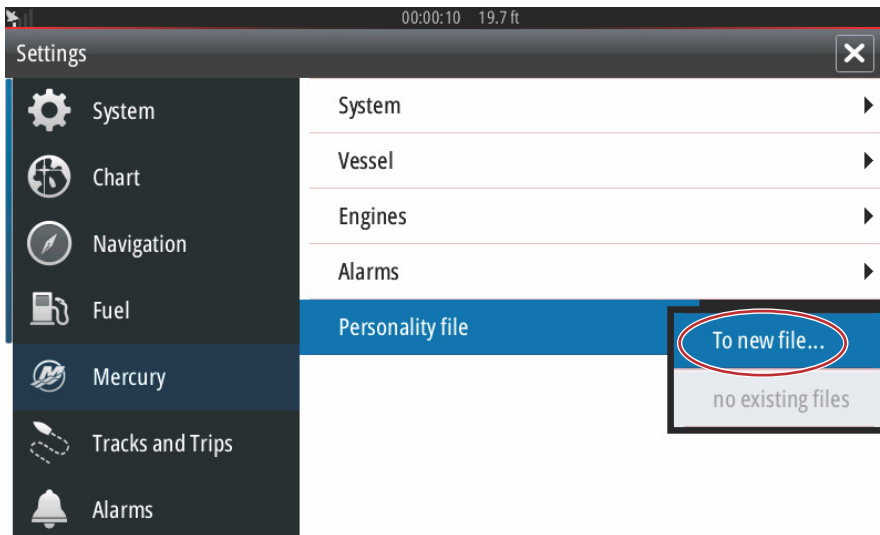 00:00:10 19.7 ft
Settings
System
Chart
Navigation
Fuel
Mercury
Tracks and Trips
Alarms
System
Vessel
Engines
Alarms
Personality file
To new file...
no existing files